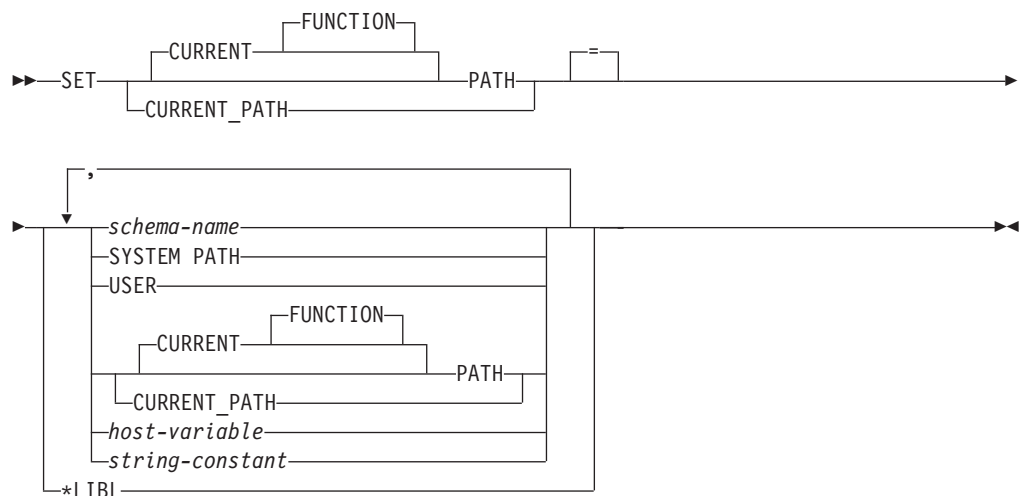 FUNCTION
CURRENT
SET PATH =
CURRENT_PATH
,
schema-name
SYSTEM PATH
USER
FUNCTION
CURRENT
PATH
CURRENT_PATH
host-variable
string-constant
*LIBL